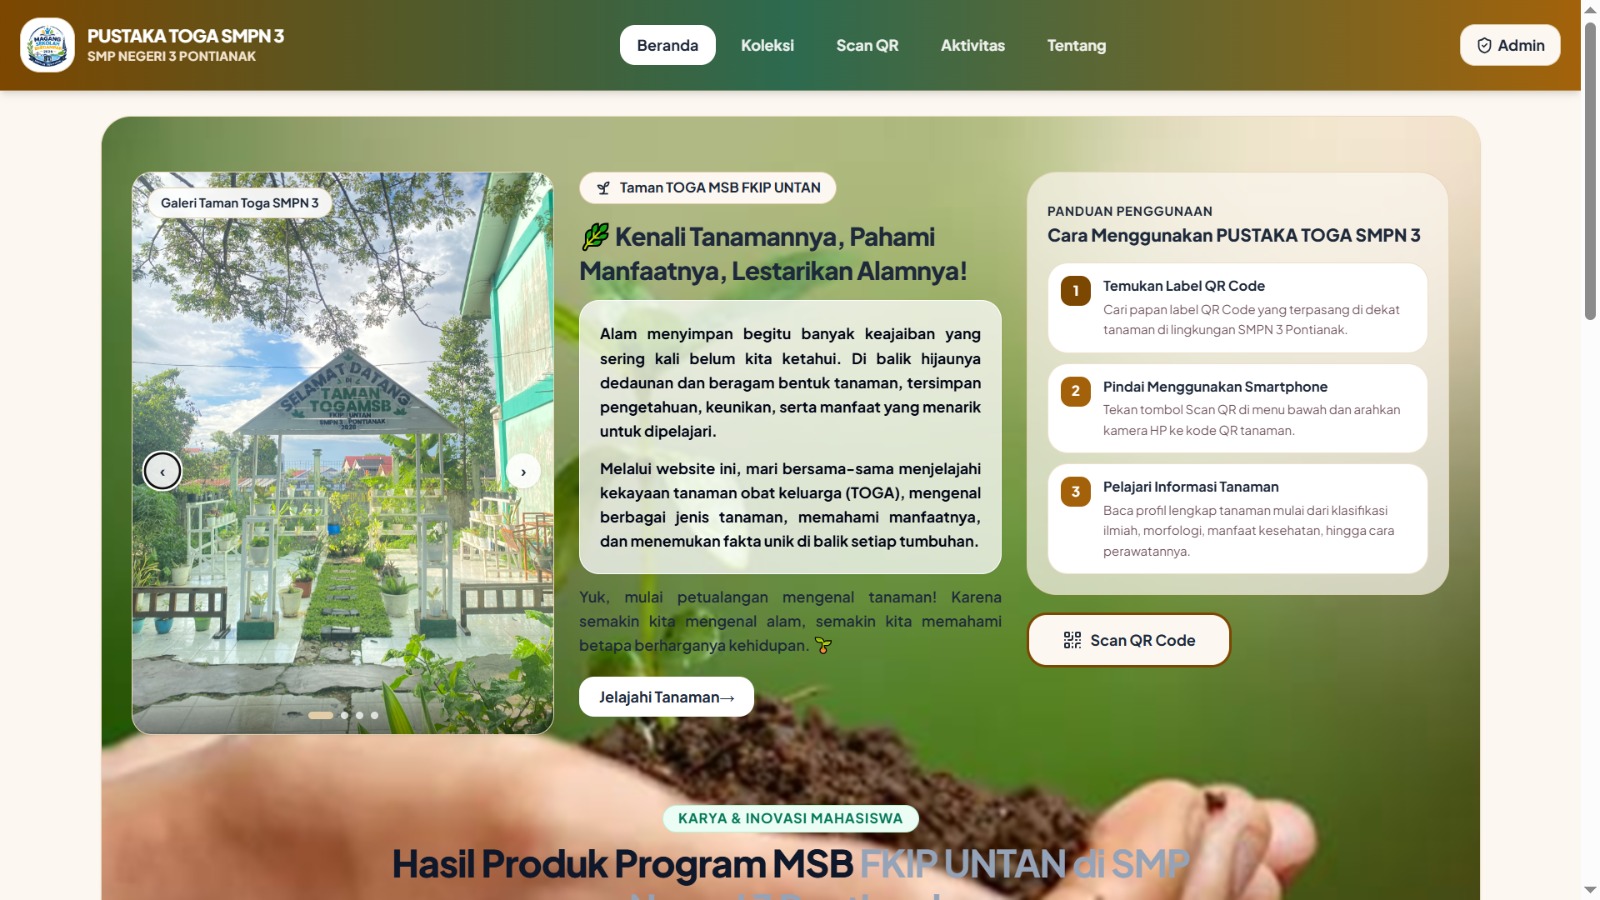 PUSTAKA TOGA SMPN 3
SMP NEGERI 3 PONTIANAK
Beranda
Koleksi
Scan QR
Aktivitas
Tentang
Admin
Galeri Taman Toga SMPN 3
SELAMAT DATANG
DI
TAMAN
TOGA MSB
FKIP UNTAN
SMPN 3 PONTIANAK
‹
›
Taman TOGA MSB FKIP UNTAN
🌿 Kenali Tanamannya, Pahami
Manfaatnya, Lestarikan Alamnya!
Alam menyimpan begitu banyak keajaiban yang
sering kali belum kita ketahui. Di balik hijaunya
dedaunan dan beragam bentuk tanaman, tersimpan
pengetahuan, keunikan, serta manfaat yang menarik
untuk dipelajari.
Melalui website ini, mari bersama-sama menjelajahi
kekayaan tanaman obat keluarga (TOGA), mengenal
berbagai jenis tanaman, memahami manfaatnya,
dan menemukan fakta unik di balik setiap tumbuhan.
Yuk, mulai petualangan mengenal tanaman! Karena
semakin kita mengenal alam, semakin kita memahami
betapa berharganya kehidupan. 🌱
Jelajahi Tanaman→
PANDUAN PENGGUNAAN
Cara Menggunakan PUSTAKA TOGA SMPN 3
1
Temukan Label QR Code
Cari papan label QR Code yang terpasang di dekat
tanaman di lingkungan SMPN 3 Pontianak.
2
Pindai Menggunakan Smartphone
Tekan tombol Scan QR di menu bawah dan arahkan
kamera HP ke kode QR tanaman.
3
Pelajari Informasi Tanaman
Baca profil lengkap tanaman mulai dari klasifikasi
ilmiah, morfologi, manfaat kesehatan, hingga cara
perawatannya.
Scan QR Code
KARYA & INOVASI MAHASISWA
Hasil Produk Program MSB FKIP UNTAN di SMP